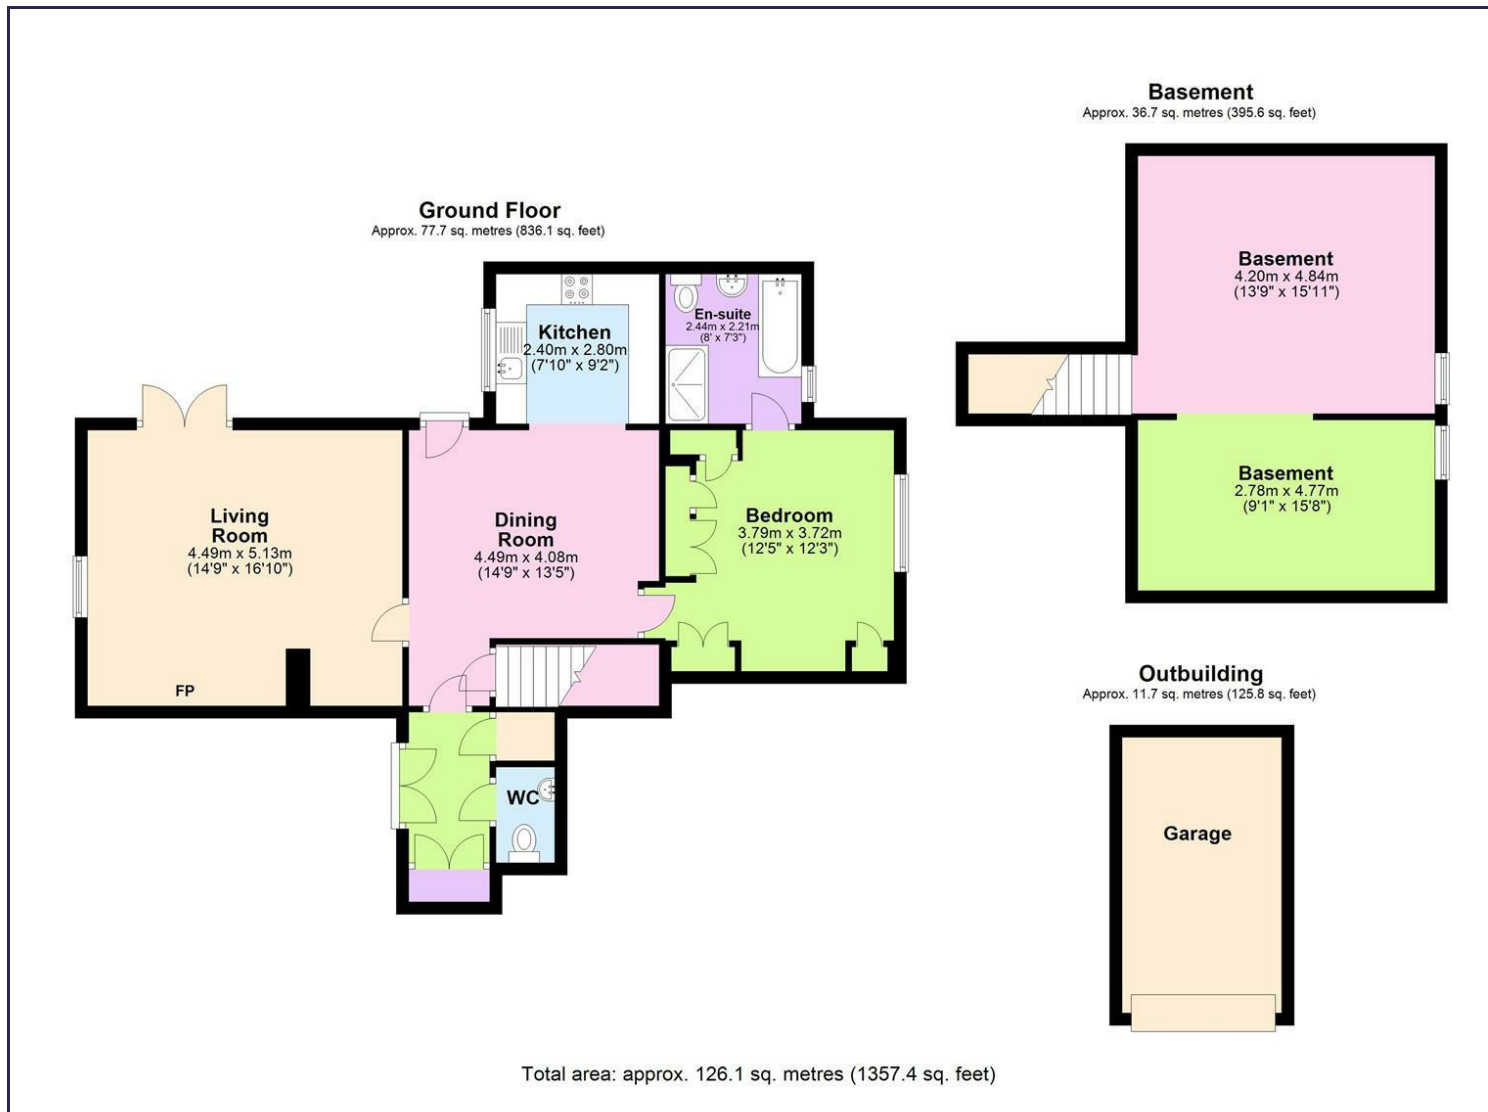 Ground Floor
Approx. 77.7 sq. metres (836.1 sq. feet)
Kitchen
2.40m x 2.80m
(7'10" x 9'2")
En-suite
2.44m x 2.21m
(8' x 7'3")
Living
Room
4.49m x 5.13m
(14'9" x 16'10")
FP
Dining
Room
4.49m x 4.08m
(14'9" x 13'5")
Bedroom
3.79m x 3.72m
(12'5" x 12'3")
WC
Basement
Approx. 36.7 sq. metres (395.6 sq. feet)
Basement
4.20m x 4.84m
(13'9" x 15'11")
Basement
2.78m x 4.77m
(9'1" x 15'8")
Outbuilding
Approx. 11.7 sq. metres (125.8 sq. feet)
Garage
Total area: approx. 126.1 sq. metres (1357.4 sq. feet)